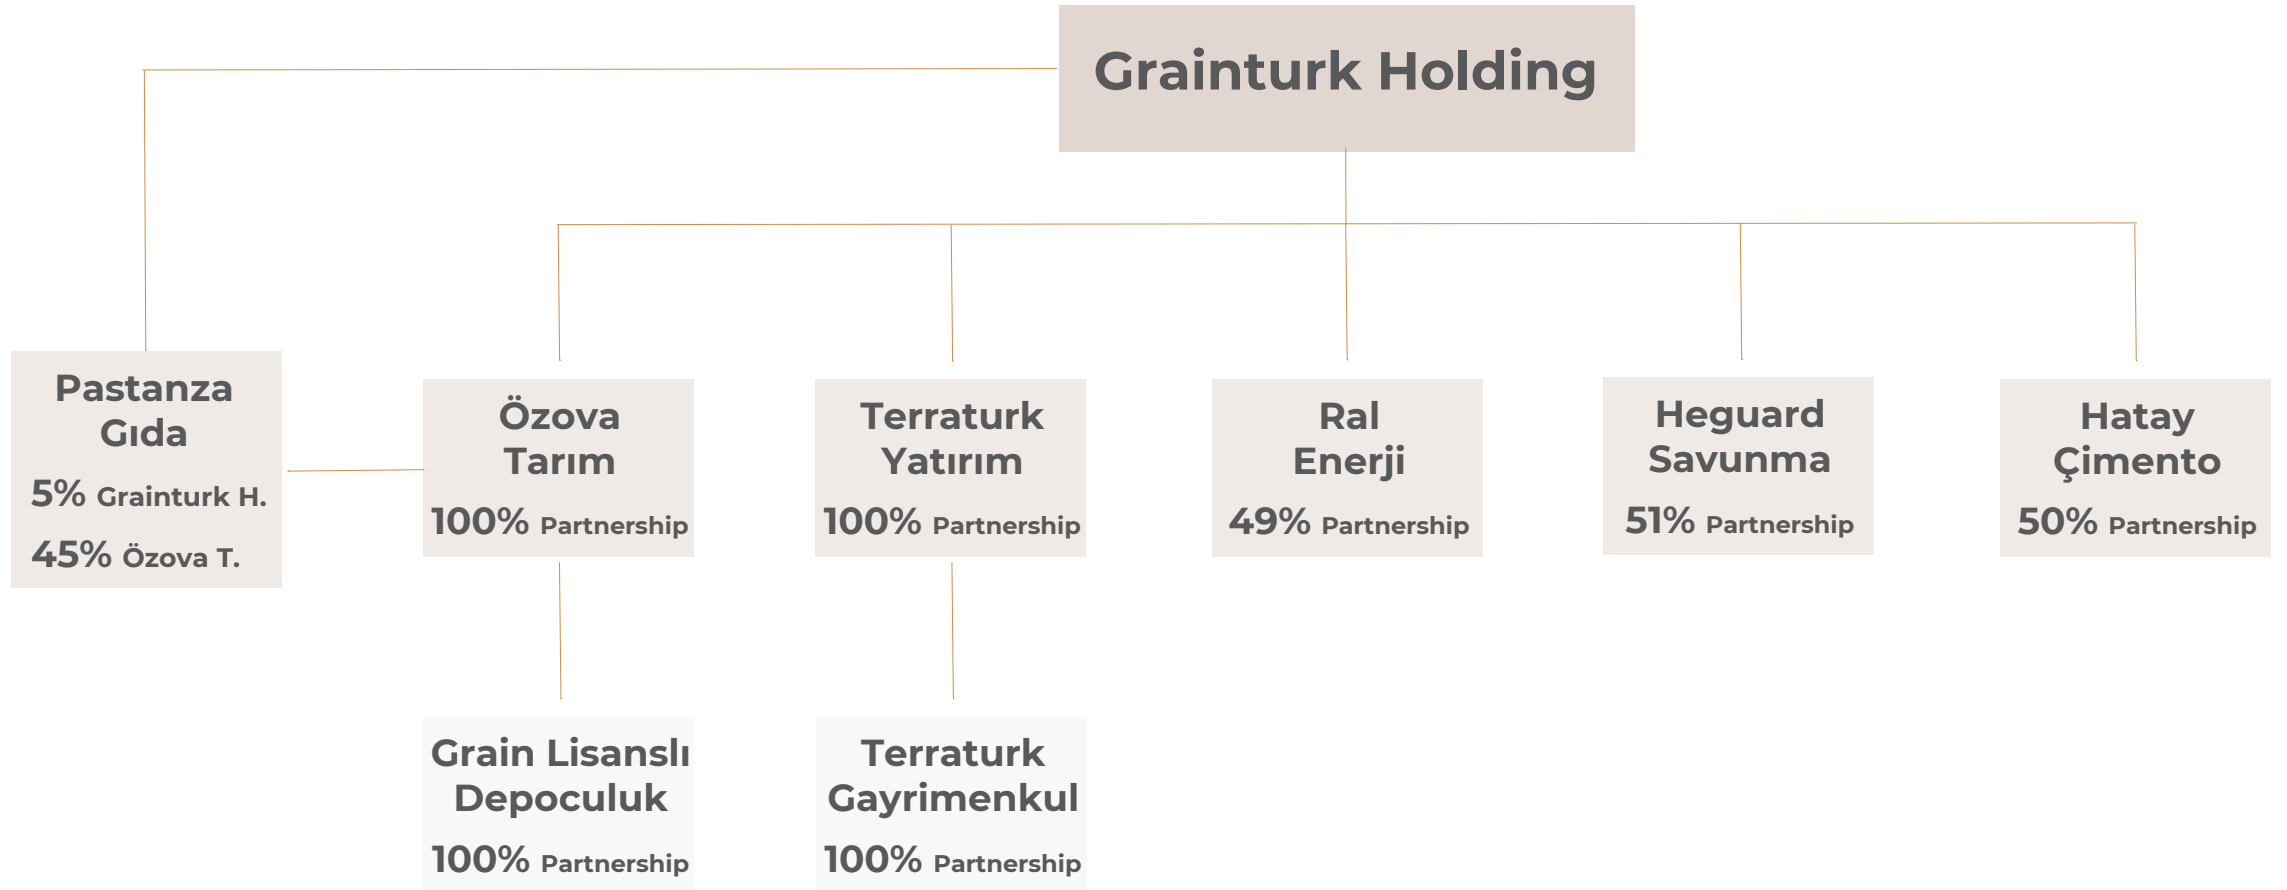 Grainturk Holding
Pastanza
Gıda
5% Grainturk H.
45% Özova T.
Özova
Tarım
100% Partnership
Terraturk
Yatırım
100% Partnership
Ral
Enerji
49% Partnership
Heguard
Savunma
51% Partnership
Hatay
Çimento
50% Partnership
Grain Lisanslı
Depoculuk
100% Partnership
Terraturk
Gayrimenkul
100% Partnership